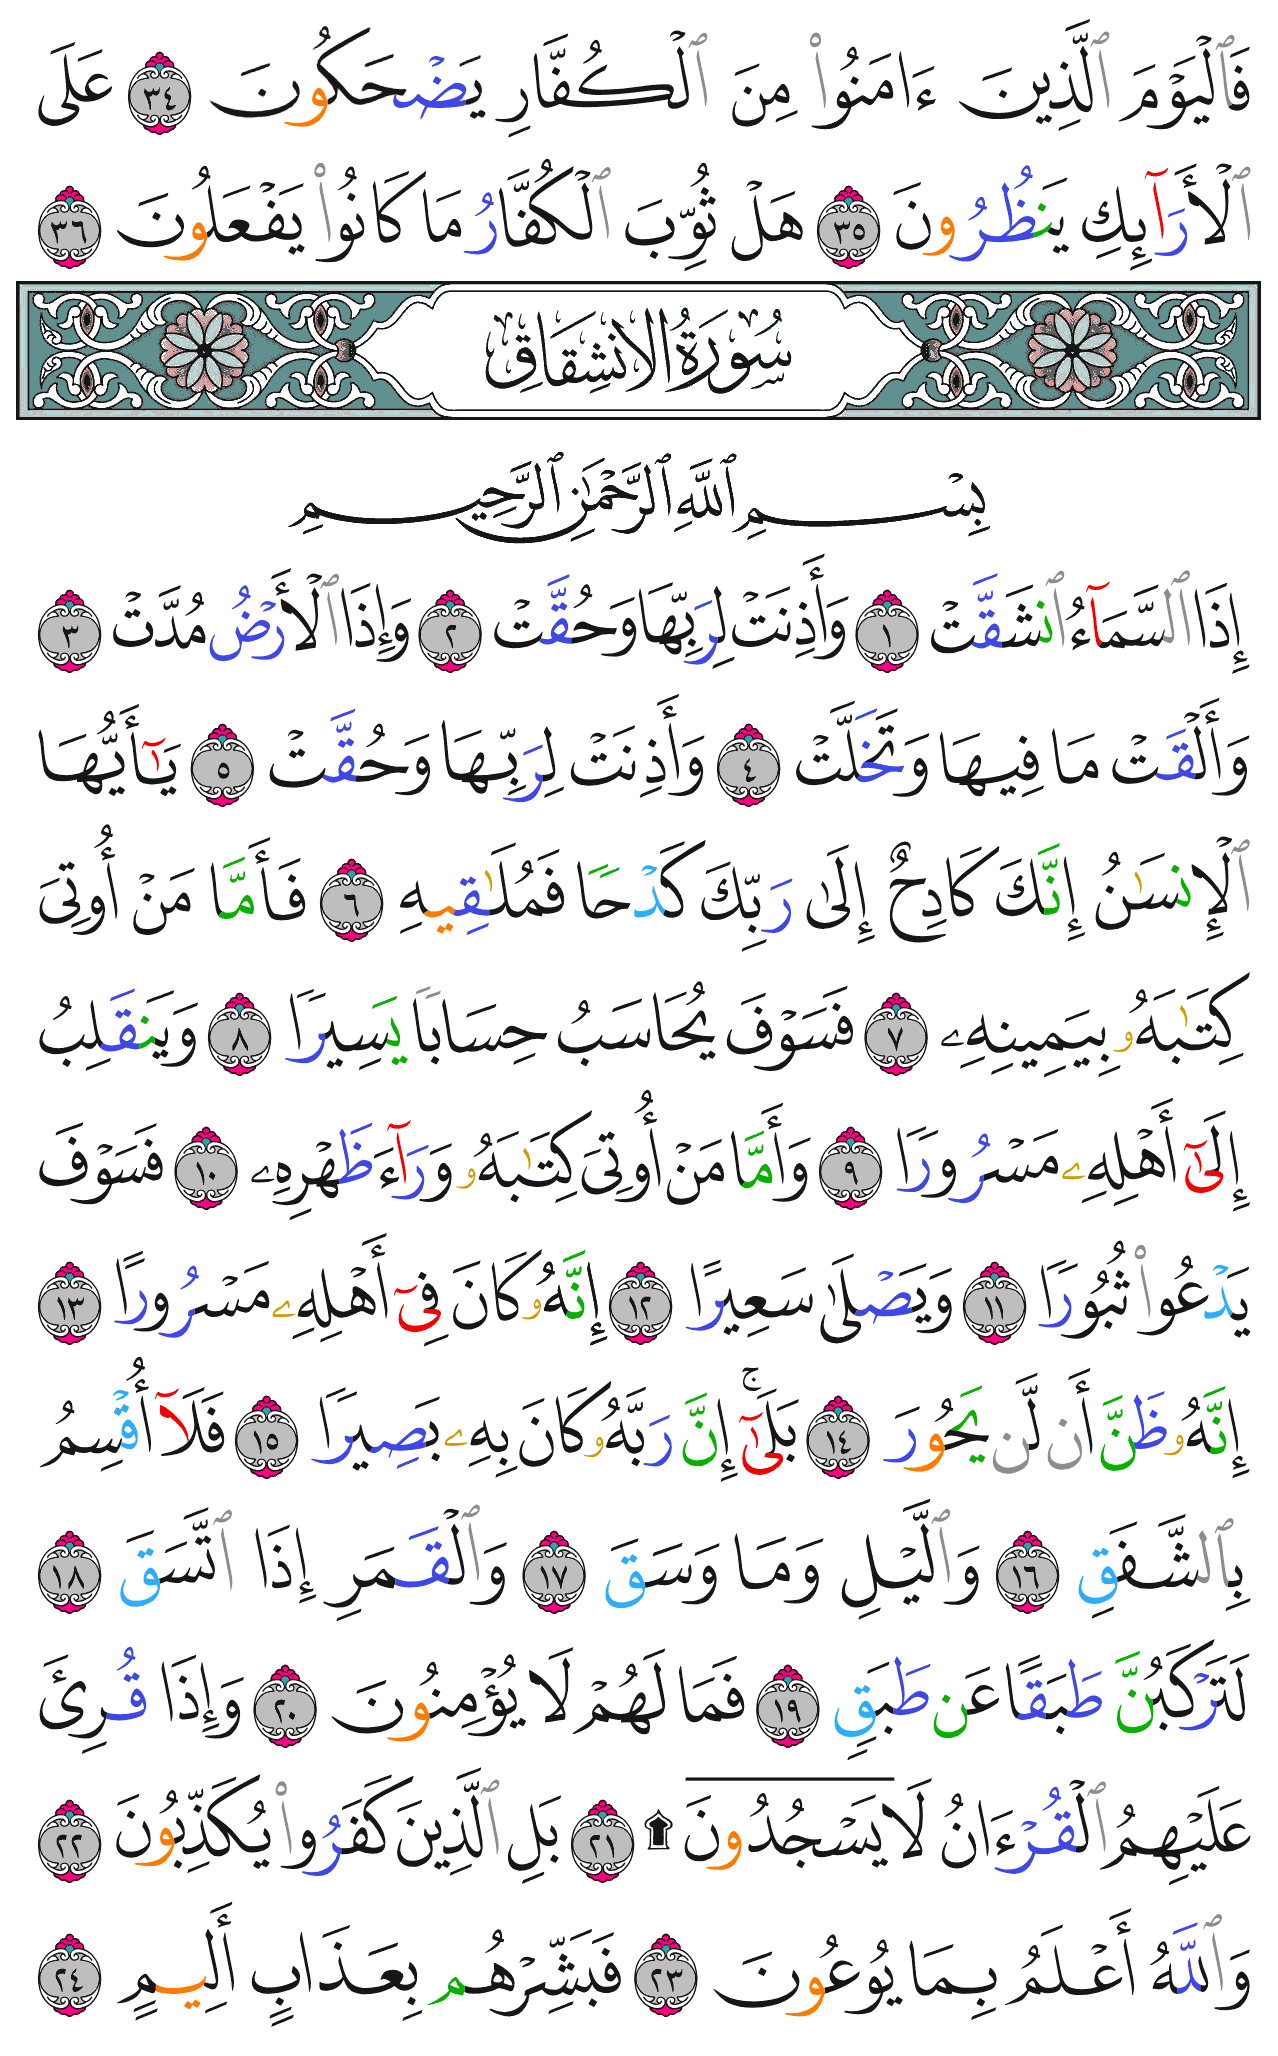 فَٱلْيَوْمَ ٱلَّذِينَ ءَامَنُوا۟ مِنَ ٱلْكُفَّارِ يَضْحَكُونَ ٣٤ عَلَى
ٱلْأَرَآئِكِ يَنظُرُونَ ٣٥ هَلْ ثُوِّبَ ٱلْكُفَّارُ مَا كَانُوا۟ يَفْعَلُونَ ٣٦
سُورَةُ الانشِقَاقِ
بِسْمِ ٱللَّهِ ٱلرَّحْمَٰنِ ٱلرَّحِيمِ
إِذَا ٱلسَّمَآءُ ٱنشَقَّتْ ١ وَأَذِنَتْ لِرَبِّهَا وَحُقَّتْ ٢ وَإِذَا ٱلْأَرْضُ مُدَّتْ ٣
وَأَلْقَتْ مَا فِيهَا وَتَخَلَّتْ ٤ وَأَذِنَتْ لِرَبِّهَا وَحُقَّتْ ٥ يَٰٓأَيُّهَا
ٱلْإِنسَٰنُ إِنَّكَ كَادِحٌ إِلَىٰ رَبِّكَ كَدْحًا فَمُلَٰقِيهِ ٦ فَأَمَّا مَنْ أُوتِىَ
كِتَٰبَهُۥ بِيَمِينِهِۦ ٧ فَسَوْفَ يُحَاسَبُ حِسَابًا يَسِيرًا ٨ وَيَنقَلِبُ
إِلَىٰٓ أَهْلِهِۦ مَسْرُورًا ٩ وَأَمَّا مَنْ أُوتِىَ كِتَٰبَهُۥ وَرَآءَ ظَهْرِهِۦ ١٠ فَسَوْفَ
يَدْعُوا۟ ثُبُورًا ١١ وَيَصْلَىٰ سَعِيرًا ١٢ إِنَّهُۥ كَانَ فِىٓ أَهْلِهِۦ مَسْرُورًا ١٣
إِنَّهُۥ ظَنَّ أَن لَّن يَحُورَ ١٤ بَلَىٰٓ ۚ إِنَّ رَبَّهُۥ كَانَ بِهِۦ بَصِيرًا ١٥ فَلَآ أُقْسِمُ
بِٱلشَّفَقِ ١٦ وَٱلَّيْلِ وَمَا وَسَقَ ١٧ وَٱلْقَمَرِ إِذَا ٱتَّسَقَ ١٨
لَتَرْكَبُنَّ طَبَقًا عَن طَبَقٍ ١٩ فَمَا لَهُمْ لَا يُؤْمِنُونَ ٢٠ وَإِذَا قُرِئَ
عَلَيْهِمُ ٱلْقُرْءَانُ لَا يَسْجُدُونَ ۩ ٢١ بَلِ ٱلَّذِينَ كَفَرُوا۟ يُكَذِّبُونَ ٢٢
وَٱللَّهُ أَعْلَمُ بِمَا يُوعُونَ ٢٣ فَبَشِّرْهُم بِعَذَابٍ أَلِيمٍ ٢٤